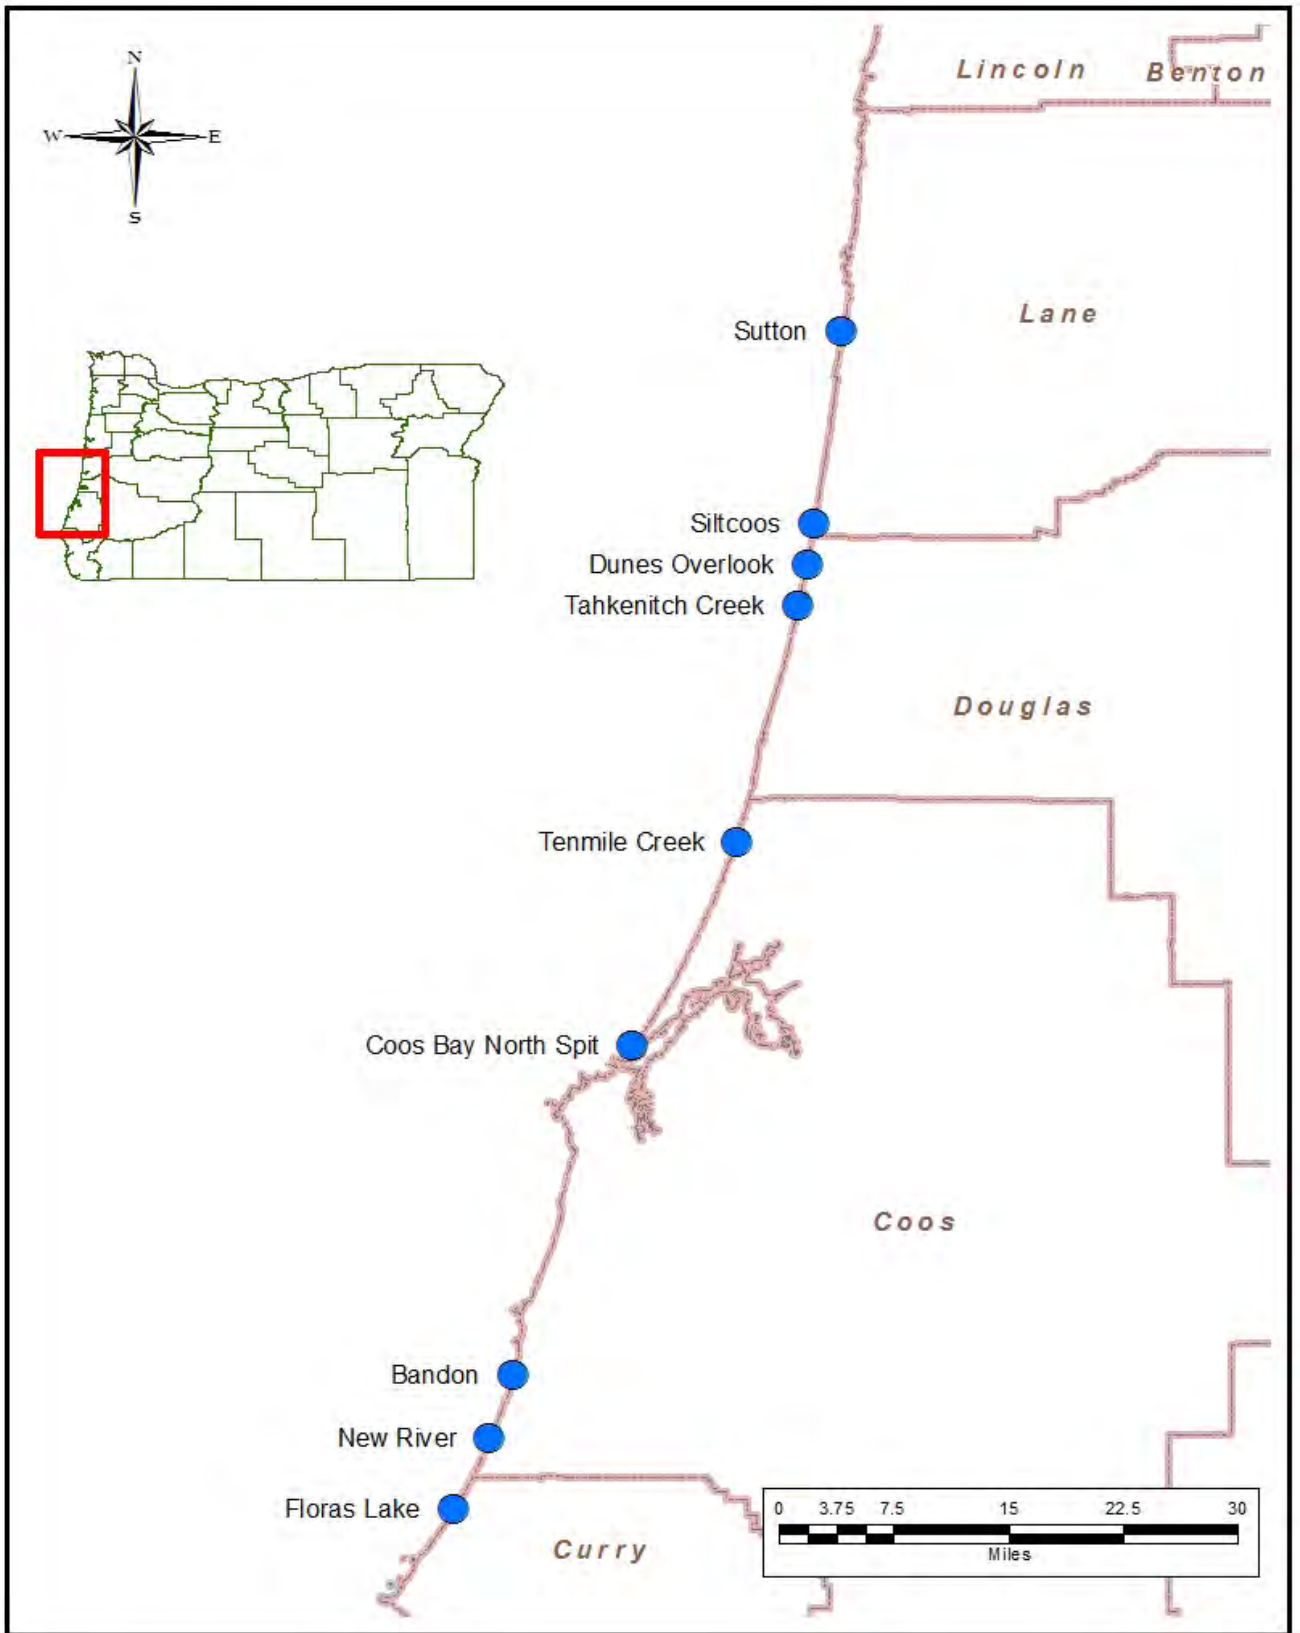 N
Lincoln Benton
W E
S
Lane
Sutton
Siltcoos
Dunes Overlook
Tahkenitch Creek
Douglas
Tenmile Creek
Coos Bay North Spit
Coos
Bandon
New River
Floras Lake
Curry
0 3.75 7.5 15 22.5 30
Miles